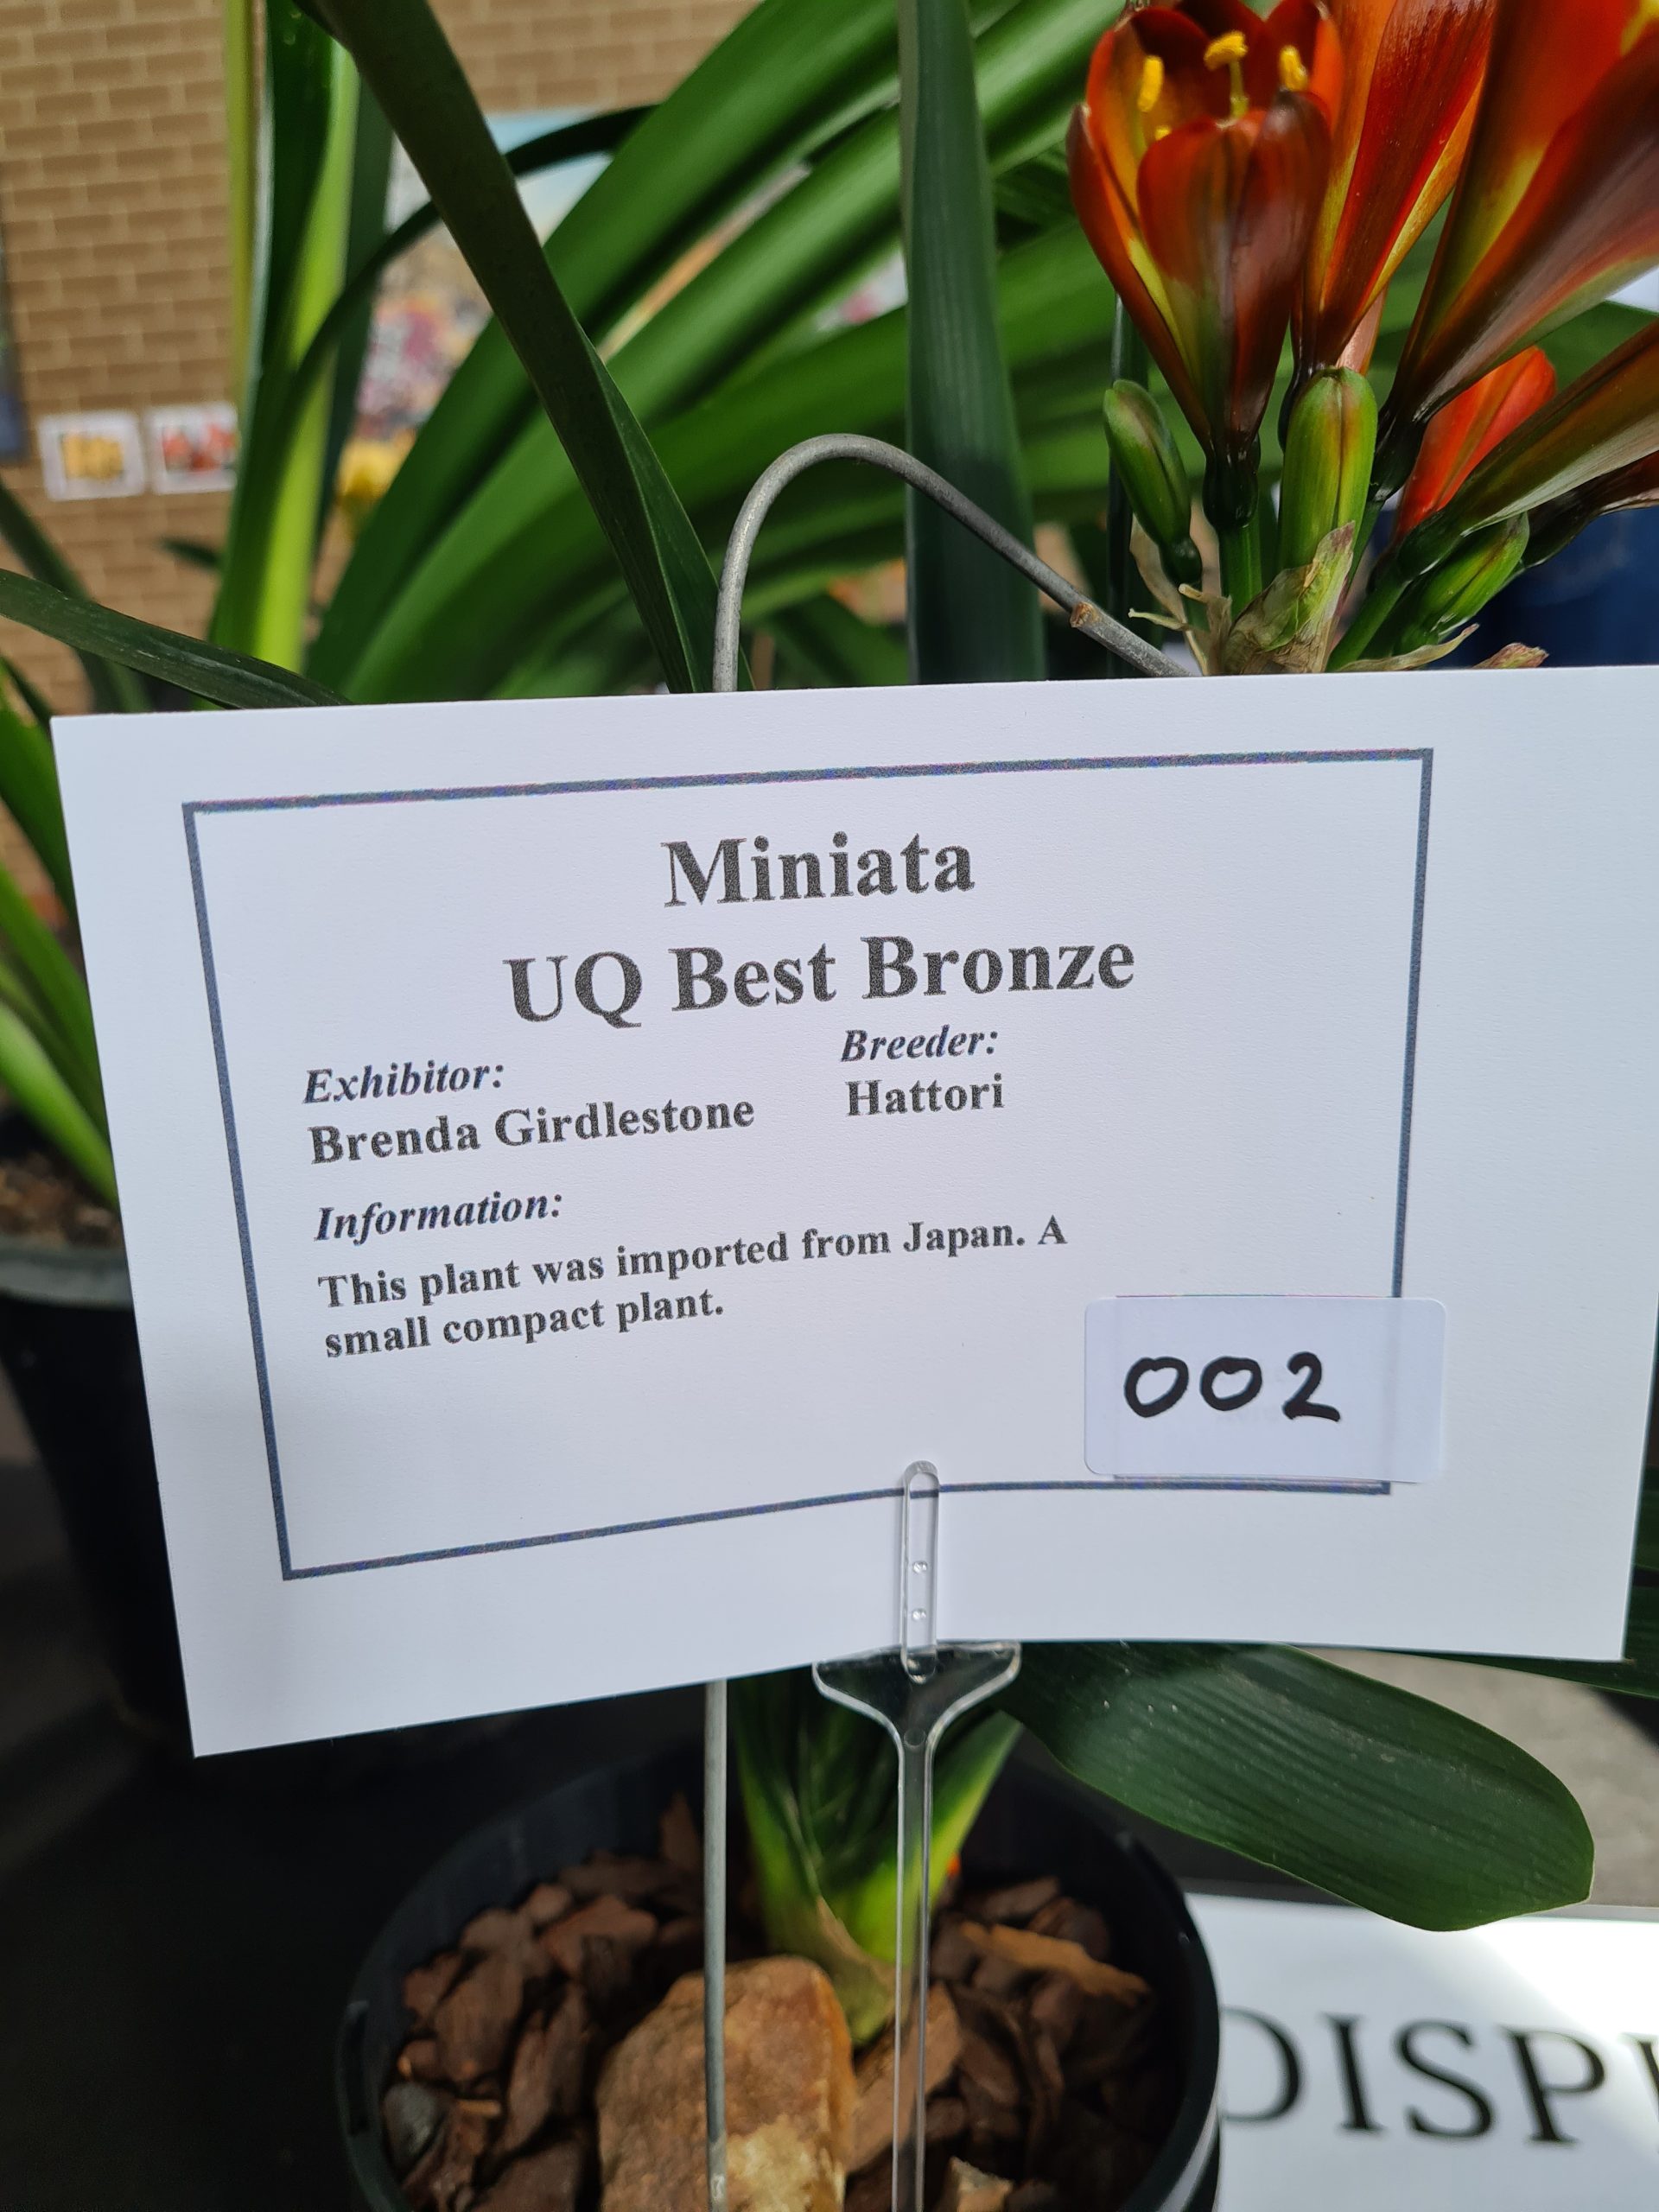 Miniata
UQ Best Bronze
Exhibitor:
Brenda Girdlestone
Breeder:
Hattori
Information:
This plant was imported from Japan. A
small compact plant.
002
DISPL